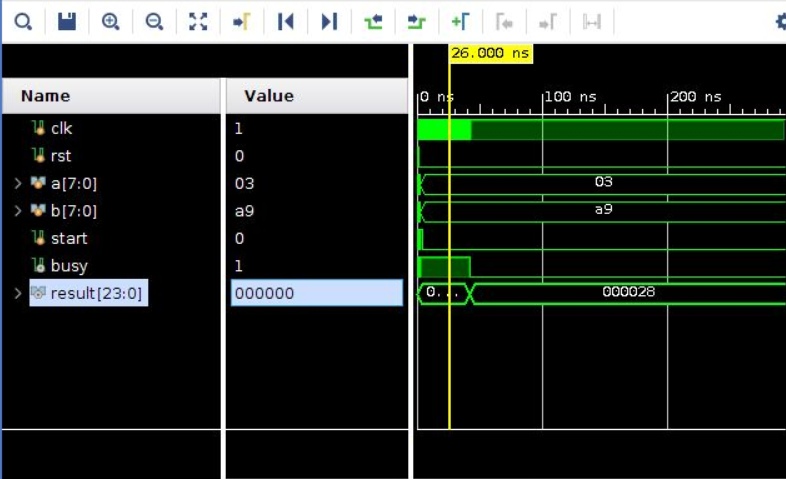 26.000 ns
Name Value 0 ns 100 ns 200 ns
clk 1
rst 0
a[7:0] 03 03
b[7:0] a9 a9
start 0
busy 1
result[23:0] 000000 0... 000028